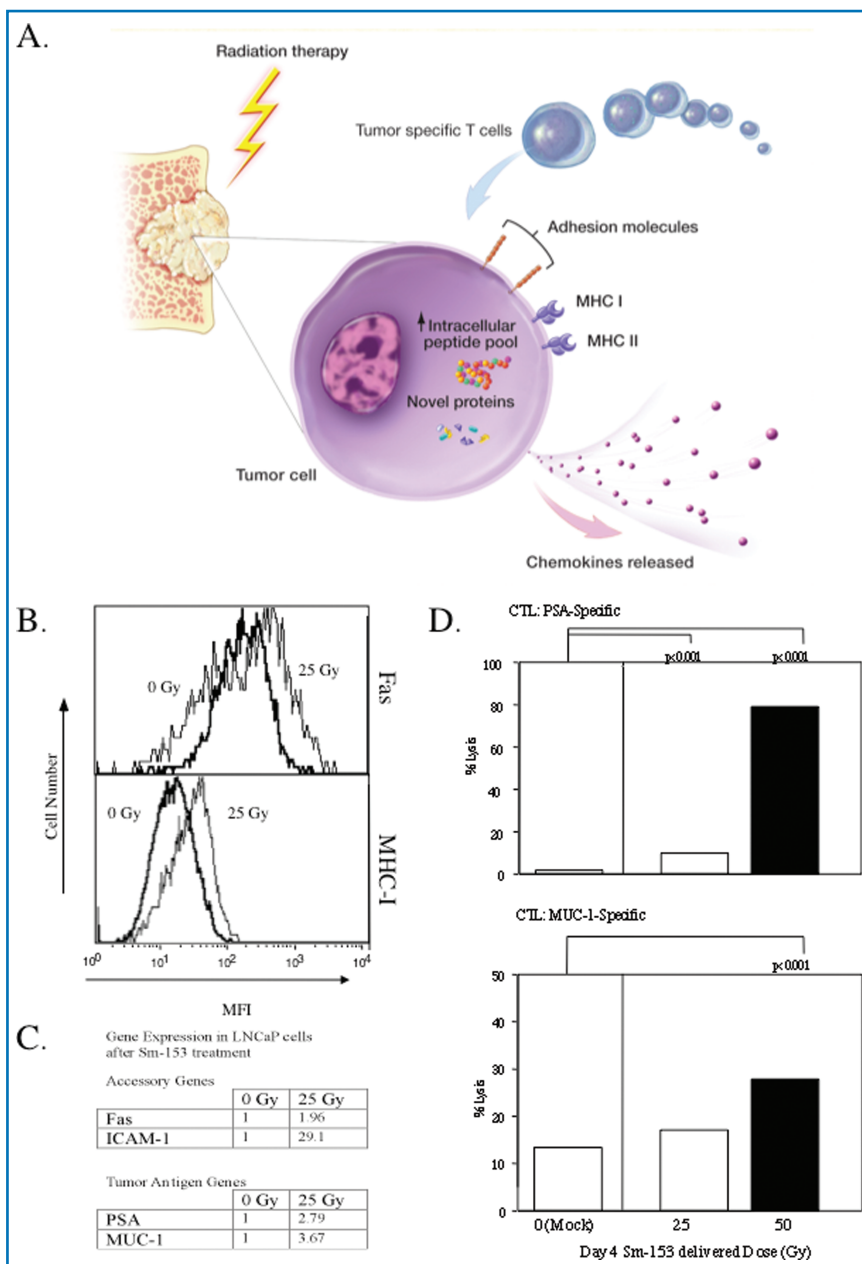 A.
Radiation therapy
Tumor specific T cells
Adhesion molecules
MHC I
MHC II
Intracellular
peptide pool
Novel proteins
Tumor cell
Chemokines released
B.
0 Gy
25 Gy
Fas
0 Gy
25 Gy
MHC-I
Cell Number
10⁰ 10¹ 10² 10³ 10⁴
MFI
C.
Gene Expression in LNCaP cells
after Sm-153 treatment
Accessory Genes
0 Gy 25 Gy
Fas 1 1.96
ICAM-1 1 29.1
Tumor Antigen Genes
0 Gy 25 Gy
PSA 1 2.79
MUC-1 1 3.67
D.
CTL: PSA-Specific
p<0.001 p<0.001
100
80
60
40
20
0
% Lysis
CTL: MUC-1-Specific
p<0.001
50
40
30
20
10
0
% Lysis
0(Mock) 25 50
Day 4 Sm-153 delivered Dose (Gy)